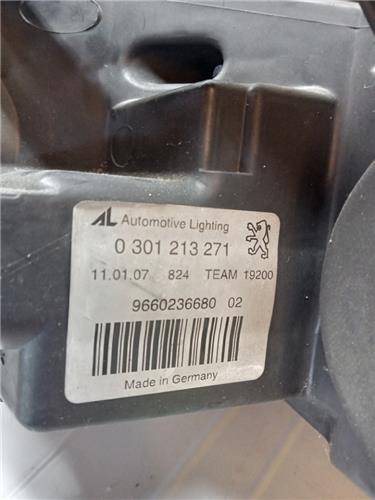 AL Automotive Lighting
0 301 213 271
11.01.07 824 TEAM 19200
9660236680 02
Made in Germany